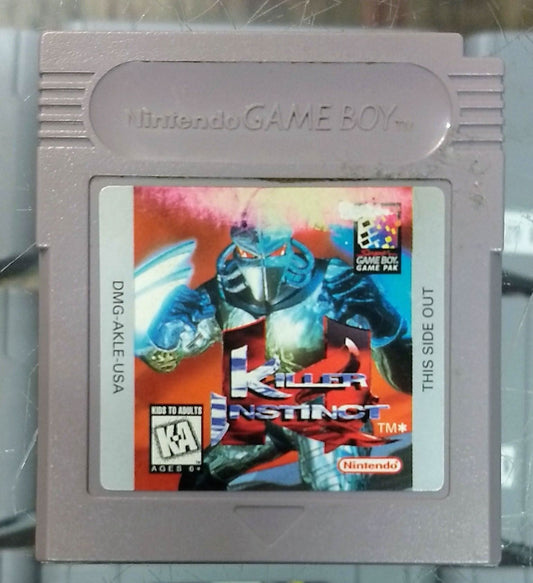 Nintendo GAME BOY TM
Super
GAME BOY
GAME PAK
DMG-AKLE-USA
THIS SIDE OUT
KILLER
INSTINCT
TM*
KIDS TO ADULTS
K-A
AGES 6+
Nintendo